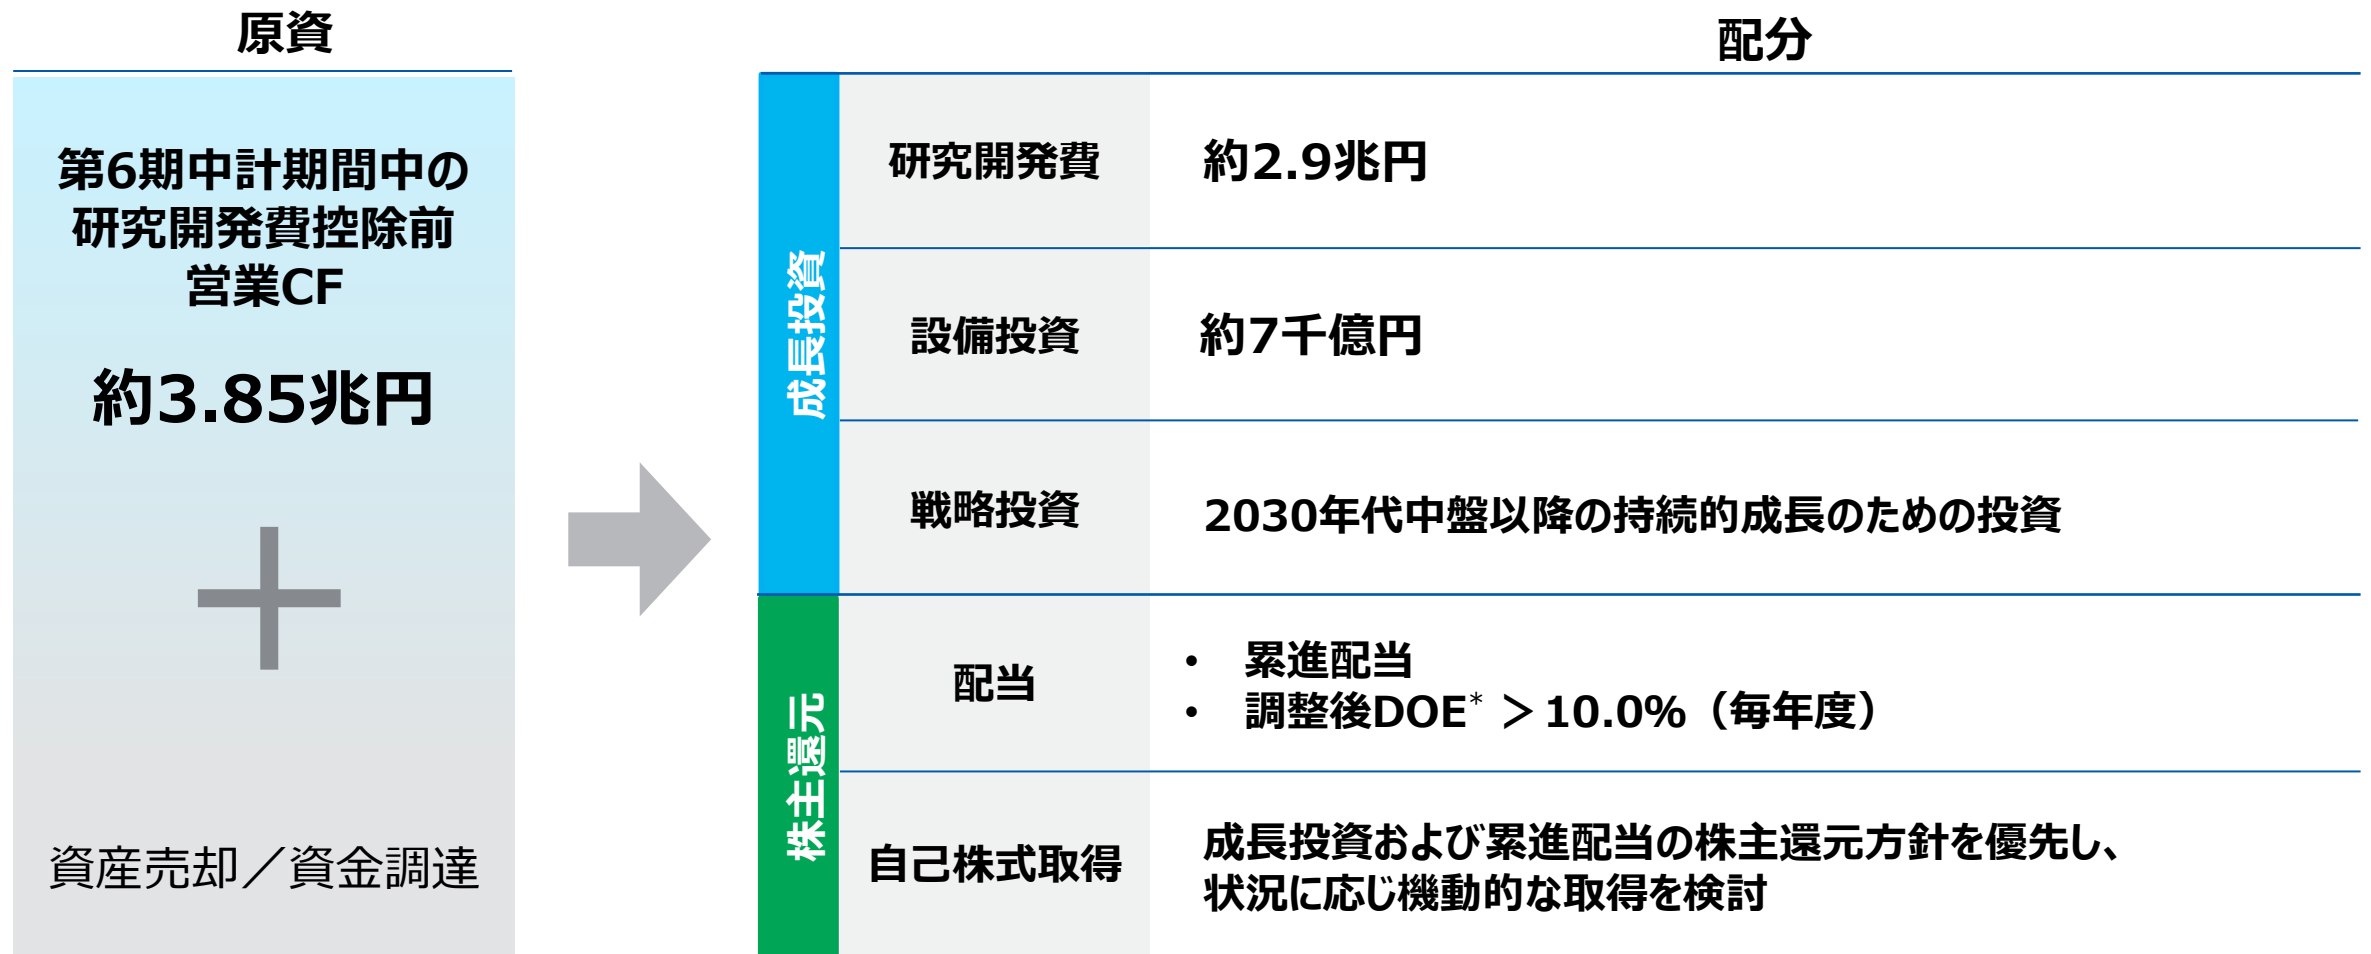 原資
第6期中計期間中の
研究開発費控除前
営業CF
約3.85兆円
資産売却／資金調達
配分
成長投資
研究開発費
約2.9兆円
設備投資
約7千億円
戦略投資
2030年代中盤以降の持続的成長のための投資
株主還元
配当
• 累進配当
• 調整後DOE* ＞10.0%（毎年度）
自己株式取得
成長投資および累進配当の株主還元方針を優先し、
状況に応じ機動的な取得を検討